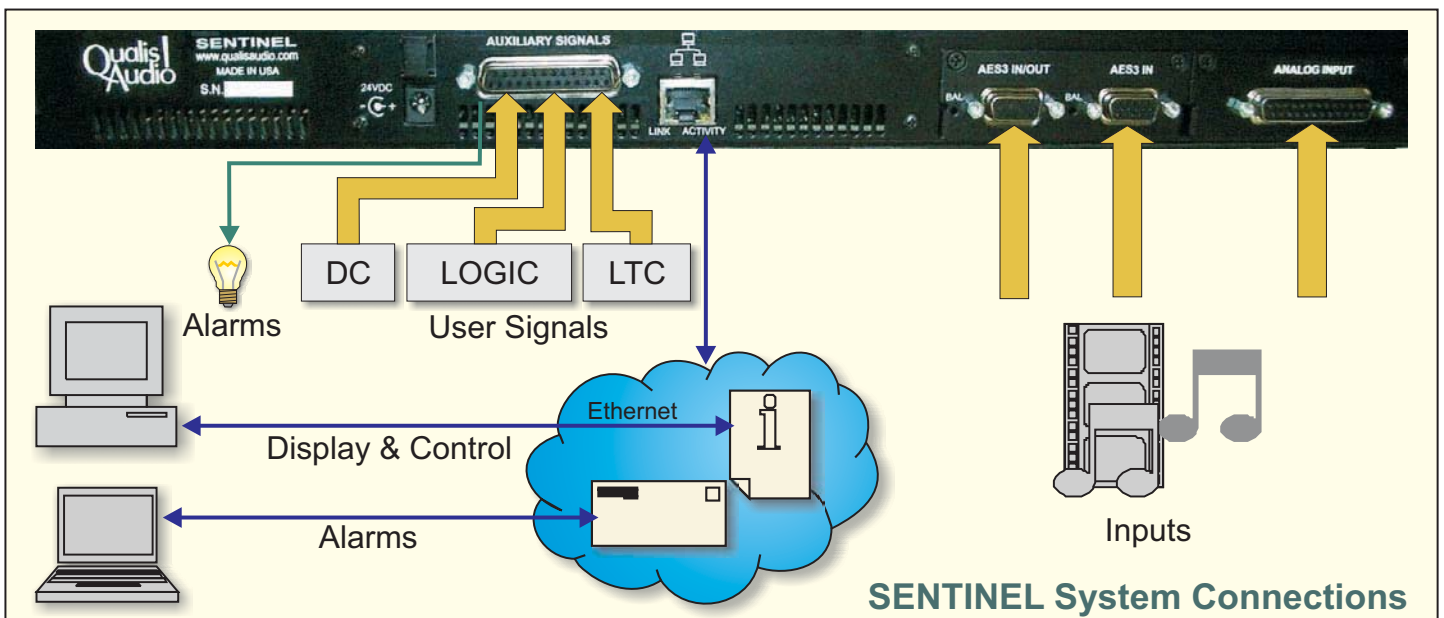 Qualis Audio
SENTINEL
www.qualisaudio.com
MADE IN USA
S.N.
24VDC
- +
AUXILIARY SIGNALS
LINK ACTIVITY
AES3 IN/OUT
BAL
AES3 IN
BAL
ANALOG INPUT
DC
LOGIC
LTC
Alarms
User Signals
Ethernet
Display & Control
Alarms
i
Inputs
SENTINEL System Connections